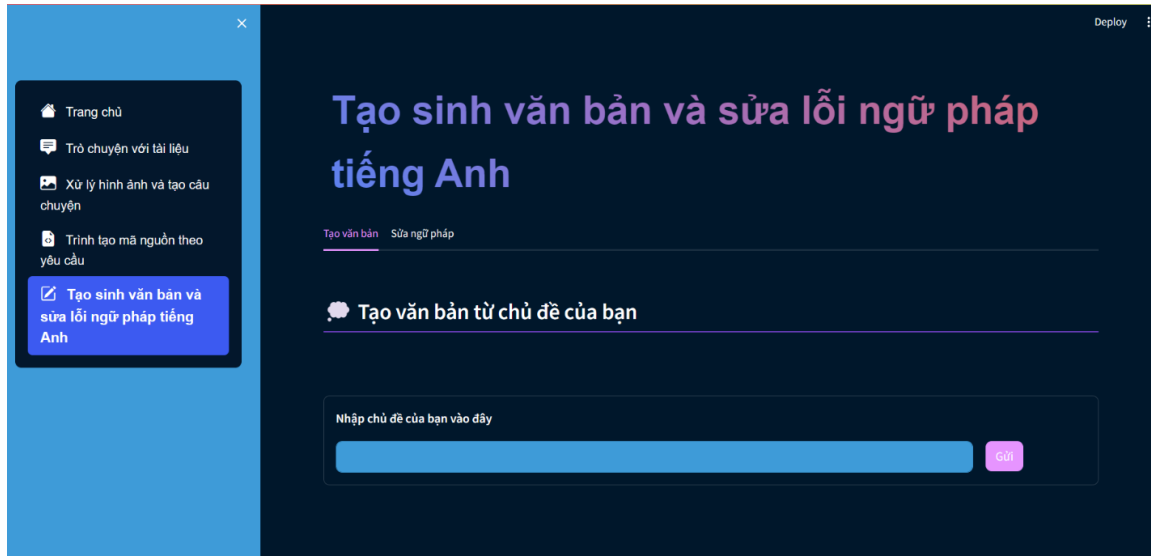 Deploy
Trang chủ
Trò chuyện với tài liệu
Xử lý hình ảnh và tạo câu
chuyện
Trình tạo mã nguồn theo
yêu cầu
Tạo sinh văn bản và
sửa lỗi ngữ pháp tiếng
Anh
Tạo sinh văn bản và sửa lỗi ngữ pháp
tiếng Anh
Tạo văn bản Sửa ngữ pháp
Tạo văn bản từ chủ đề của bạn
Nhập chủ đề của bạn vào đây
Gửi